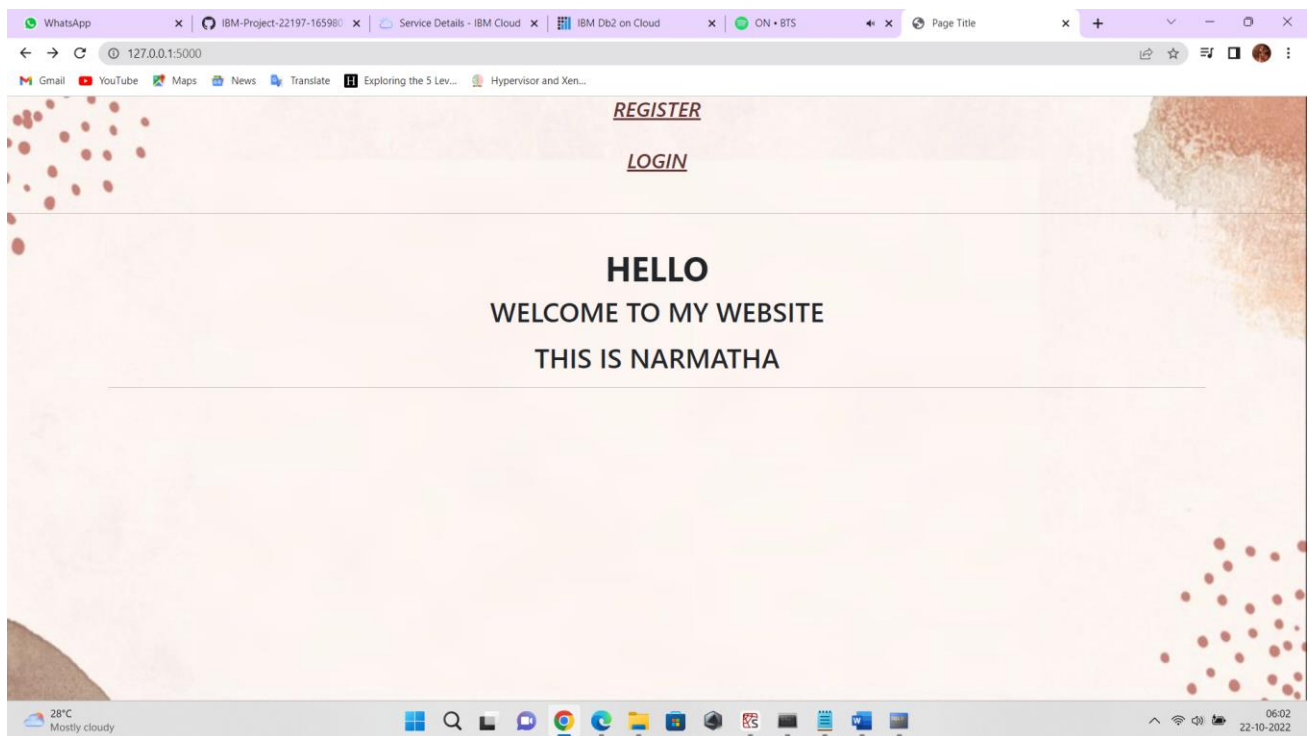 WhatsApp
IBM-Project-22197-165980
Service Details - IBM Cloud
IBM Db2 on Cloud
ON • BTS
Page Title
127.0.0.1:5000
Gmail
YouTube
Maps
News
Translate
Exploring the 5 Lev...
Hypervisor and Xen...
REGISTER
LOGIN
HELLO
WELCOME TO MY WEBSITE
THIS IS NARMATHA
28°C
Mostly cloudy
06:02
22-10-2022